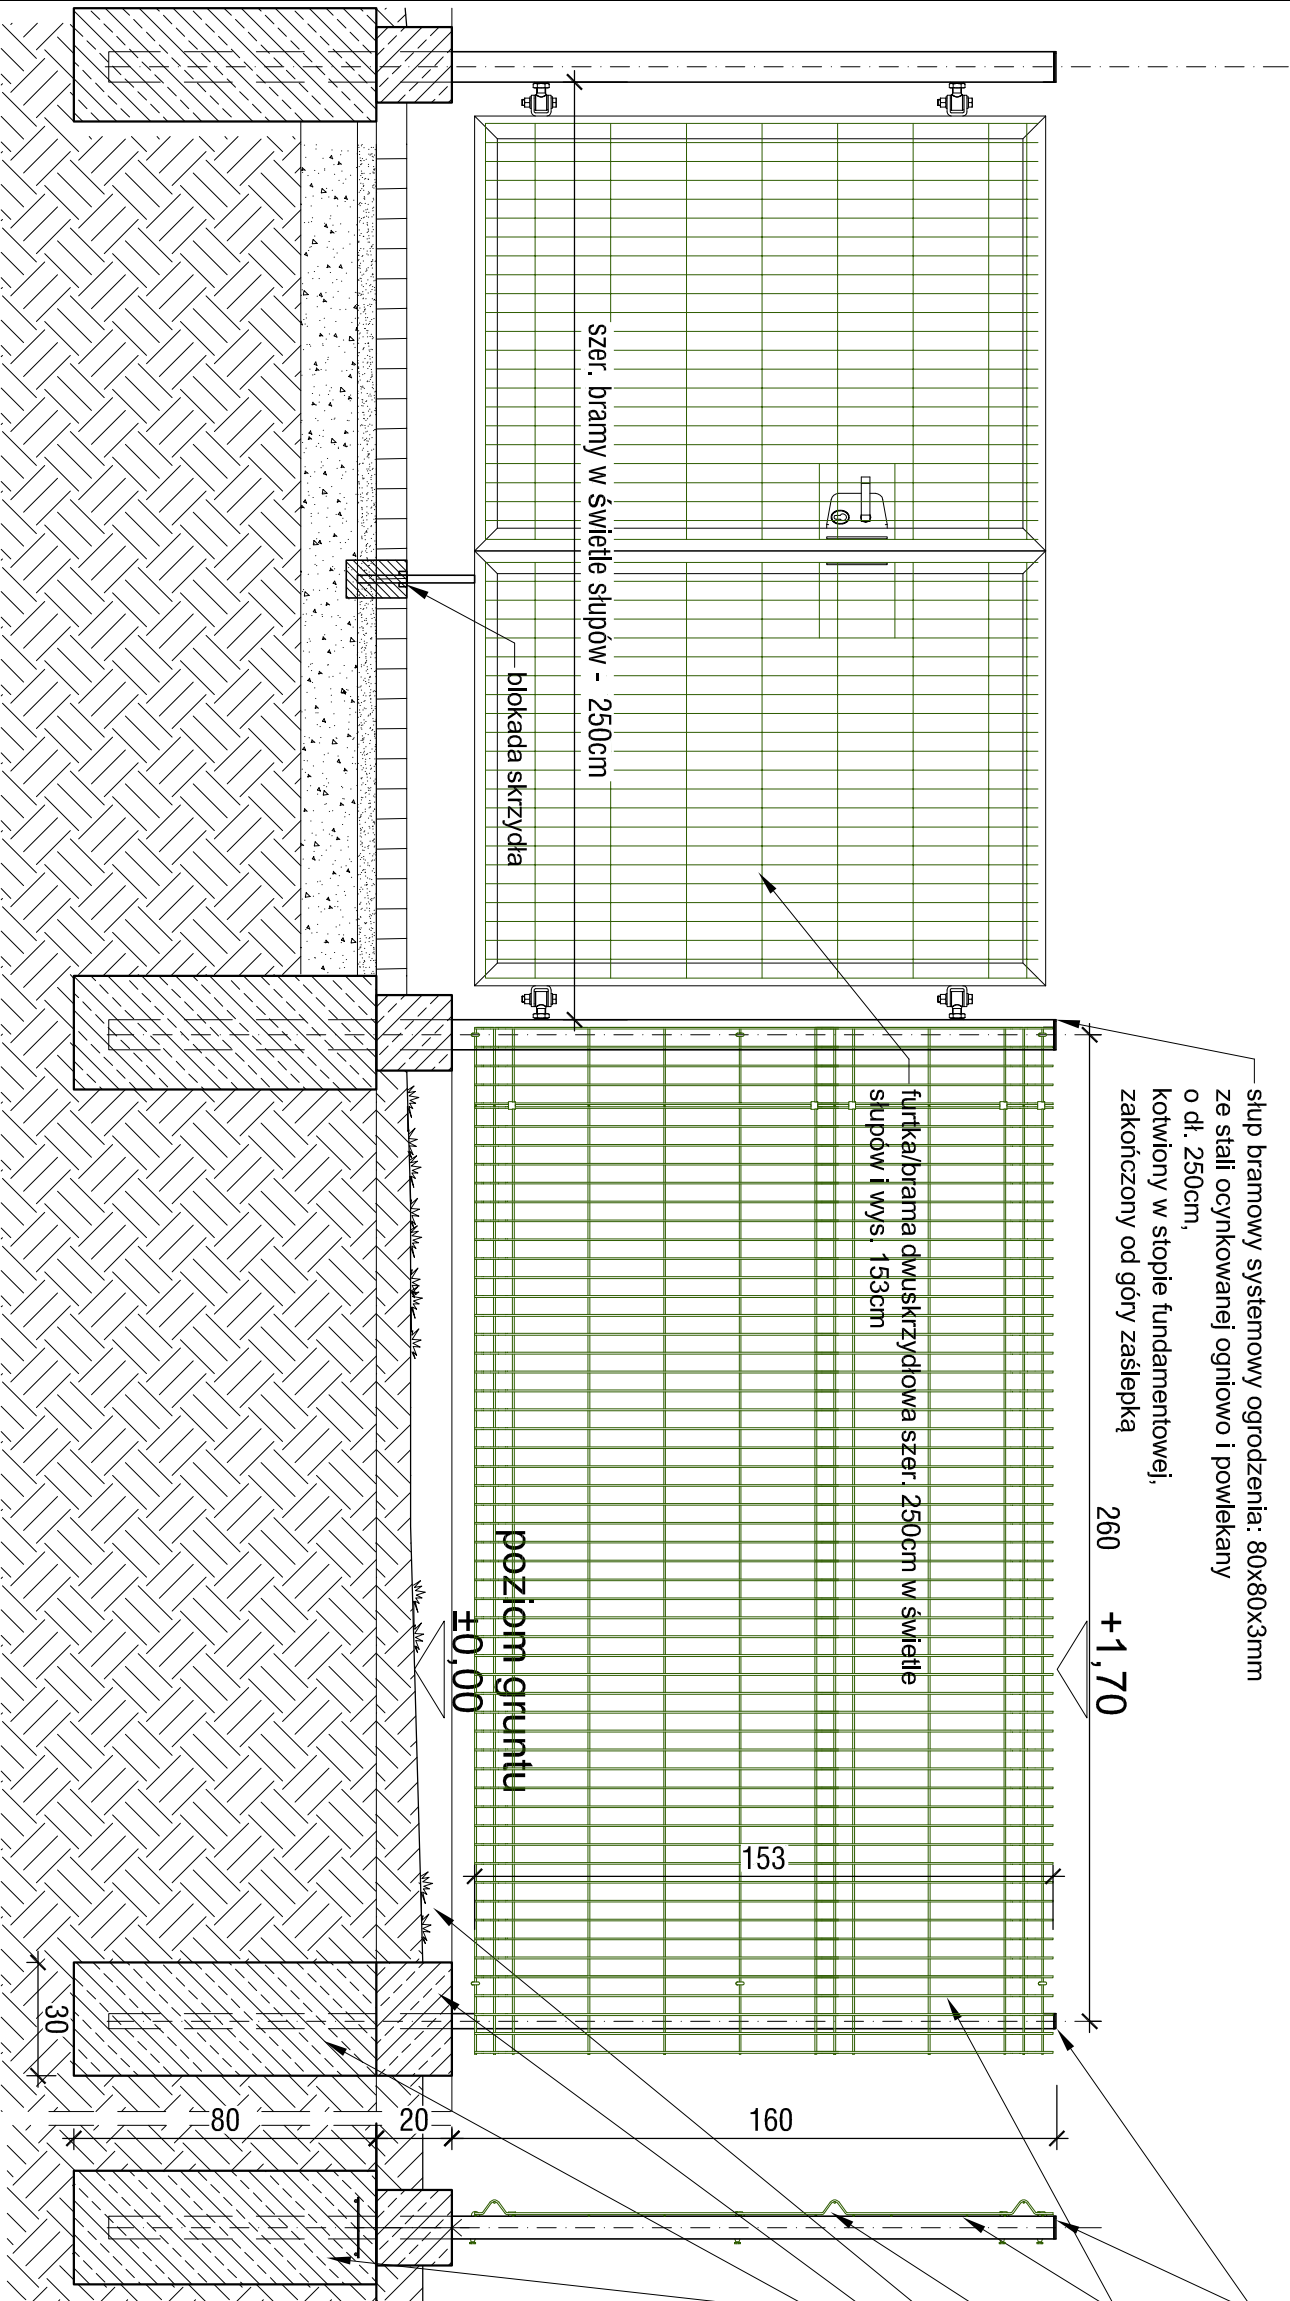 słup bramowy systemowy ogrodzenia: 80x80x3mm
ze stali ocynkowanej ogniowo i powlekany
o dł. 250cm,
kotwiony w stopie fundamentowej,
zakończony od góry zaślepką
260
+1,70
furtka/brama dwuskrzydłowa szer. 250cm w świetle
słupów i wys. 153cm
szer. bramy w świetle słupów - 250cm
blokada skrzydła
poziom gruntu
±0,00
153
160
20
80
30